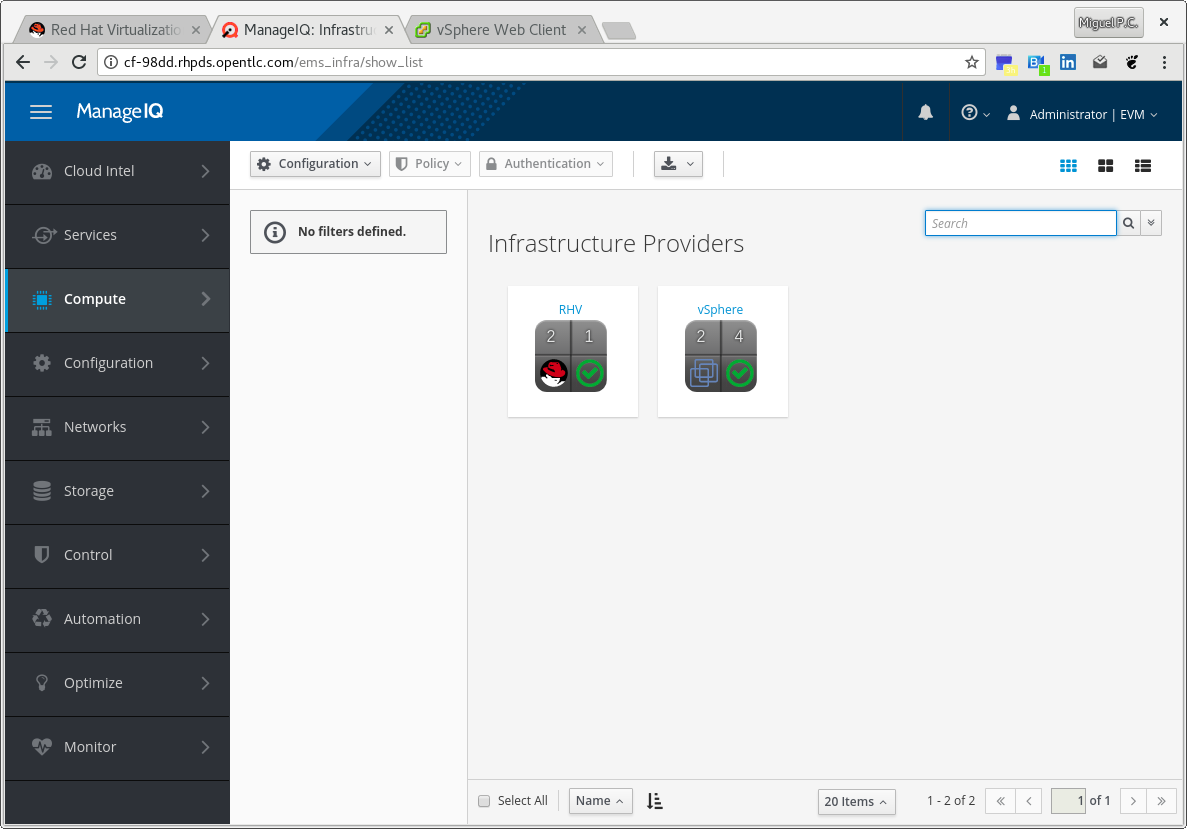 Red Hat Virtualizatio
ManageIQ: Infrastru
vSphere Web Client
Miguel P.C.
cf-98dd.rhpds.opentlc.com/ems_infra/show_list
1
ManageIQ
Administrator | EVM
Cloud Intel
Services
Compute
Configuration
Networks
Storage
Control
Automation
Optimize
Monitor
Configuration
Policy
Authentication
No filters defined.
Search
Infrastructure Providers
RHV
2 1
vSphere
2 4
Select All
Name
20 Items
1 - 2 of 2
1 of 1